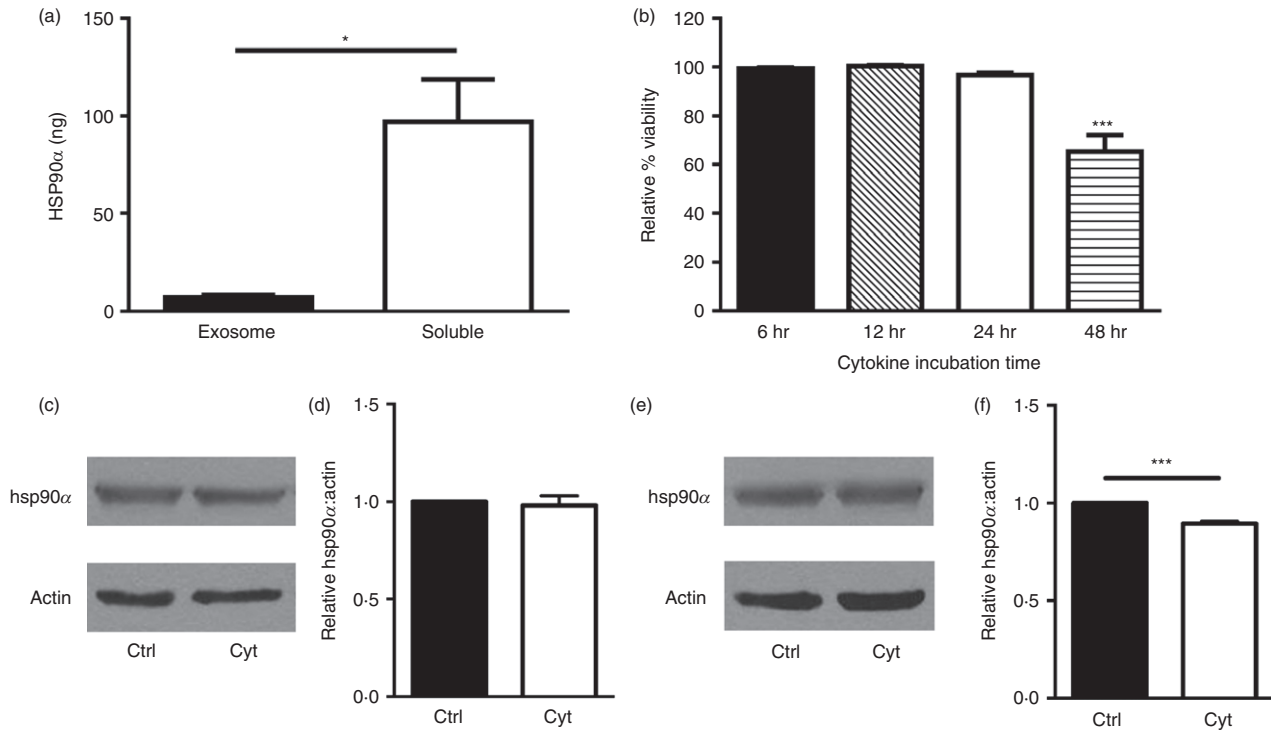 (a)
150
100
50
0
HSP90α (ng)
*
Exosome
Soluble
(b)
120
100
80
60
40
20
0
Relative % viability
***
6 hr
12 hr
24 hr
48 hr
Cytokine incubation time
(c)
hsp90α
Actin
Ctrl
Cyt
(d)
1·5
1·0
0·5
0·0
Relative hsp90α:actin
Ctrl
Cyt
(e)
hsp90α
Actin
Ctrl
Cyt
(f)
1·5
1·0
0·5
0·0
Relative hsp90α:actin
***
Ctrl
Cyt